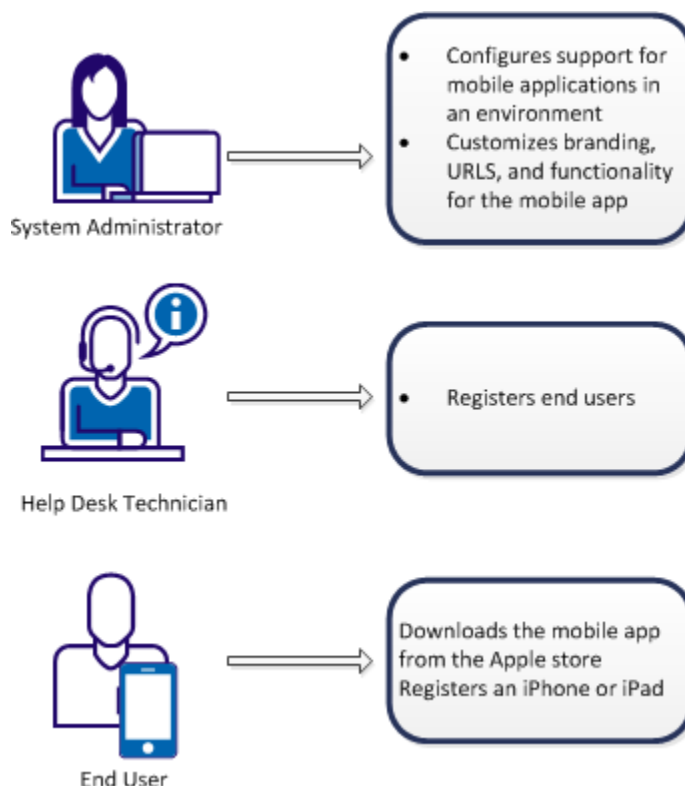 • Configures support for
mobile applications in
an environment
• Customizes branding,
URLS, and functionality
for the mobile app
System Administrator
i
• Registers end users
Help Desk Technician
Downloads the mobile app
from the Apple store
Registers an iPhone or iPad
End User